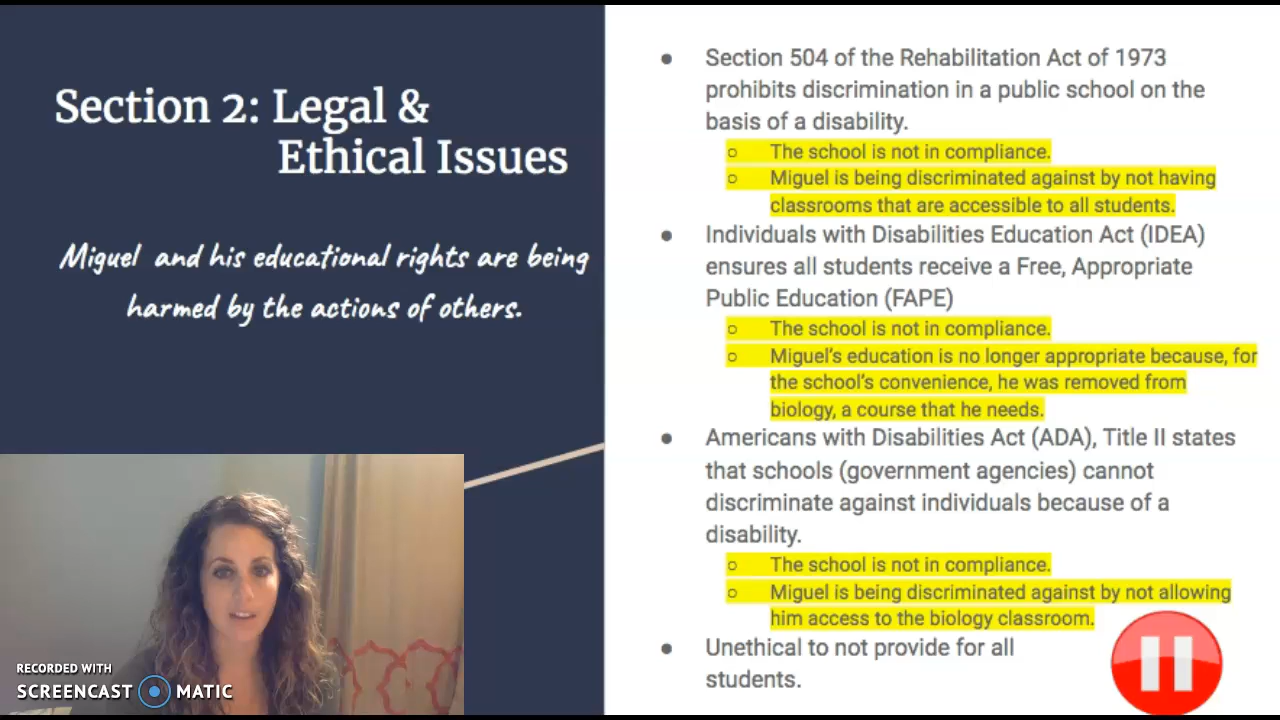 Section 2: Legal &
Ethical Issues
Miguel and his educational rights are being
harmed by the actions of others.
● Section 504 of the Rehabilitation Act of 1973
prohibits discrimination in a public school on the
basis of a disability.
○ The school is not in compliance.
○ Miguel is being discriminated against by not having
classrooms that are accessible to all students.
● Individuals with Disabilities Education Act (IDEA)
ensures all students receive a Free, Appropriate
Public Education (FAPE)
○ The school is not in compliance.
○ Miguel's education is no longer appropriate because, for
the school's convenience, he was removed from
biology, a course that he needs.
● Americans with Disabilities Act (ADA), Title II states
that schools (government agencies) cannot
discriminate against individuals because of a
disability.
○ The school is not in compliance.
○ Miguel is being discriminated against by not allowing
him access to the biology classroom.
● Unethical to not provide for all
students.
RECORDED WITH
SCREENCAST MATIC